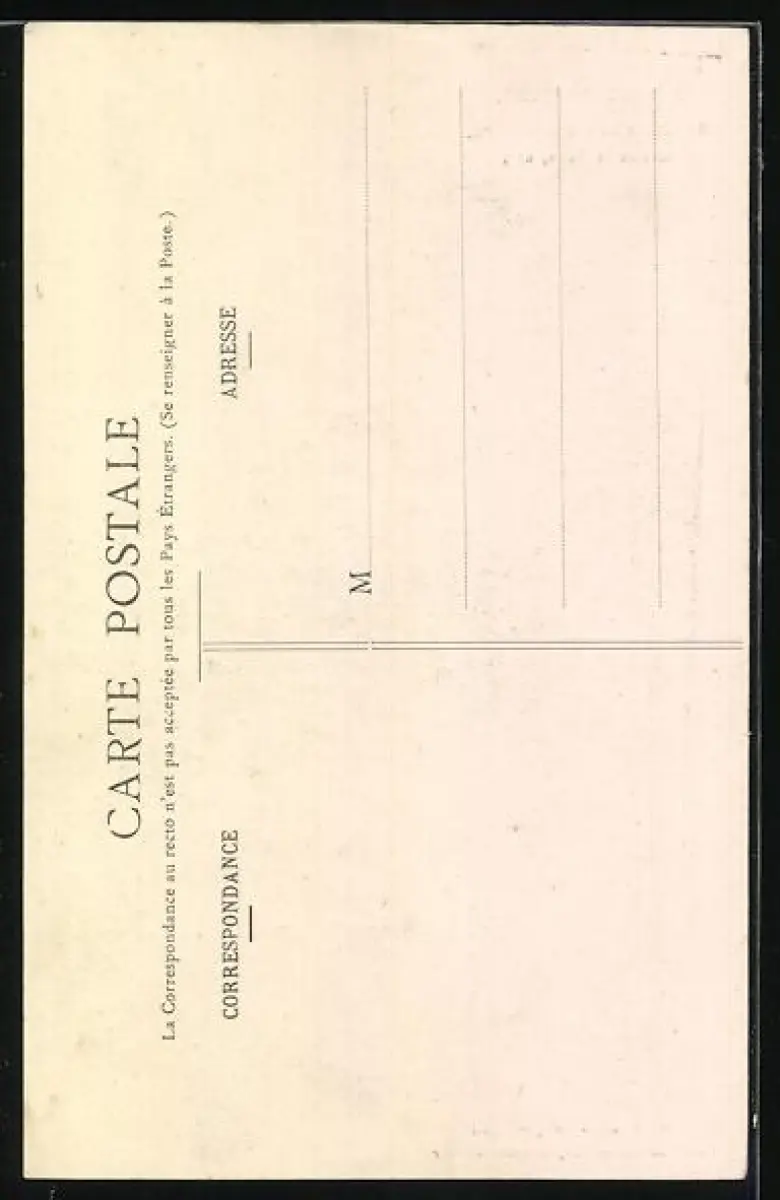 CARTE POSTALE
La Correspondance au recto n'est pas acceptée par tous les Pays Étrangers. (Se renseigner à la Poste.)
CORRESPONDANCE
ADRESSE
M